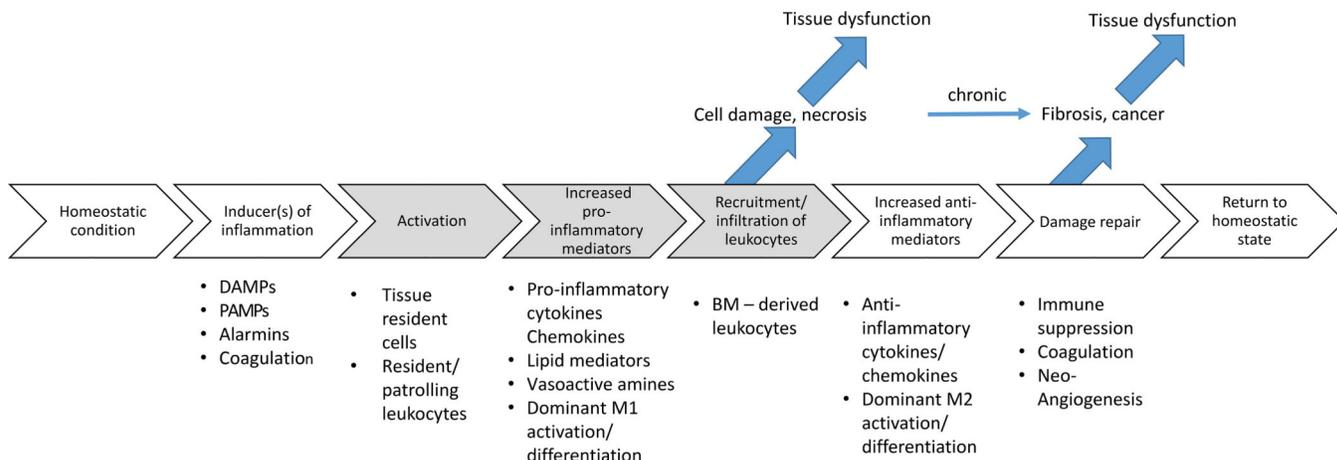 Tissue dysfunction
Tissue dysfunction
chronic
Cell damage, necrosis
Fibrosis, cancer
Homeostatic
condition
Inducer(s) of
inflammation
Activation
Increased
pro-
inflammatory
mediators
Recruitment/
infiltration of
leukocytes
Increased anti-
inflammatory
mediators
Damage repair
Return to
homeostatic
state
• DAMPs
• PAMPs
• Alarmins
• Coagulation
• Tissue
resident
cells
• Resident/
patrolling
leukocytes
• Pro-inflammatory
cytokines
Chemokines
• Lipid mediators
• Vasoactive amines
• Dominant M1
activation/
differentiation
• BM – derived
leukocytes
• Anti-
inflammatory
cytokines/
chemokines
• Dominant M2
activation/
differentiation
• Immune
suppression
• Coagulation
• Neo-
Angiogenesis